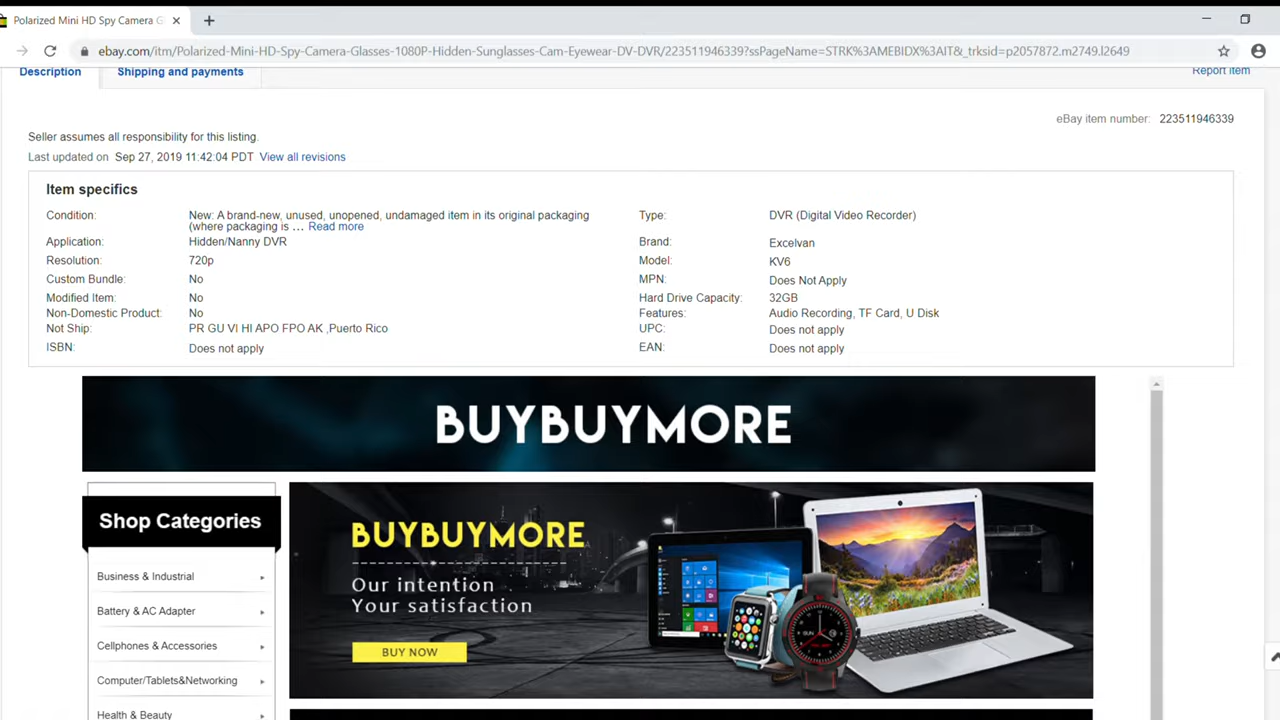 Polarized Mini HD Spy Camera G
ebay.com/itm/Polarized-Mini-HD-Spy-Camera-Glasses-1080P-Hidden-Sunglasses-Cam-Eyewear-DV-DVR/223511946339?ssPageName=STRK%3AMEBIDX%3AIT&_trksid=p2057872.m2749.l2649
Description Shipping and payments Report item
eBay item number: 223511946339
Seller assumes all responsibility for this listing.
Last updated on Sep 27, 2019 11:42:04 PDT View all revisions
Item specifics
Condition: New: A brand-new, unused, unopened, undamaged item in its original packaging
(where packaging is ... Read more
Application: Hidden/Nanny DVR
Resolution: 720p
Custom Bundle: No
Modified Item: No
Non-Domestic Product: No
Not Ship: PR GU VI HI APO FPO AK ,Puerto Rico
ISBN: Does not apply
Type: DVR (Digital Video Recorder)
Brand: Excelvan
Model: KV6
MPN: Does Not Apply
Hard Drive Capacity: 32GB
Features: Audio Recording, TF Card, U Disk
UPC: Does not apply
EAN: Does not apply
BUYBUYMORE
Shop Categories
Business & Industrial
Battery & AC Adapter
Cellphones & Accessories
Computer/Tablets&Networking
Health & Beauty
BUYBUYMORE
Our intention
Your satisfaction
BUY NOW